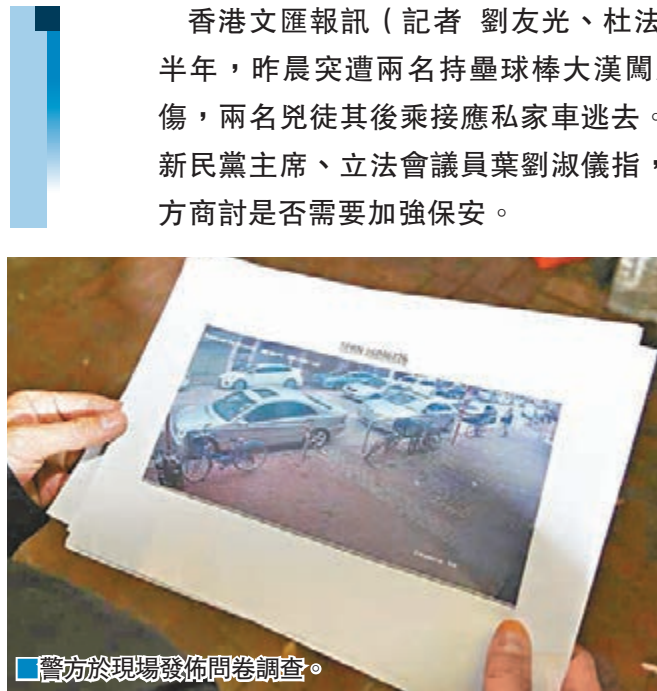 香港文匯報訊（記者 劉友光、杜法
半年，昨晨突遭兩名持壘球棒大漢闖
傷，兩名兇徒其後乘接應私家車逃去。
新民黨主席、立法會議員葉劉淑儀指，
方商討是否需要加強保安。
■警方於現場發佈問卷調查。